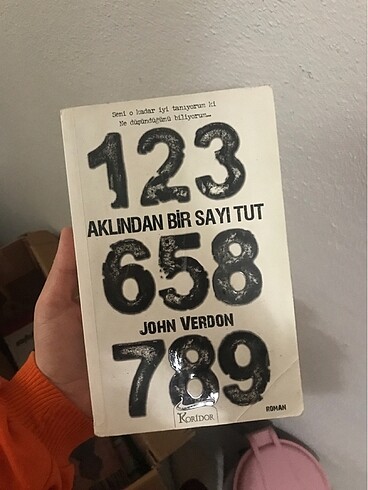 Seni o kadar iyi tanıyorum ki
Ne düşündüğünü biliyorum...
123
AKLINDAN BİR SAYI TUT
658
JOHN VERDON
789
KORİDOR
ROMAN